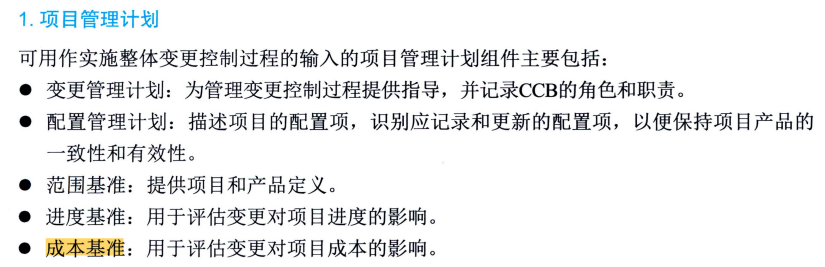 1. 项目管理计划
可用作实施整体变更控制过程的输入的项目管理计划组件主要包括：
● 变更管理计划：为管理变更控制过程提供指导，并记录CCB的角色和职责。
● 配置管理计划：描述项目的配置项，识别应记录和更新的配置项，以便保持项目产品的
一致性和有效性。
● 范围基准：提供项目和产品定义。
● 进度基准：用于评估变更对项目进度的影响。
● 成本基准：用于评估变更对项目成本的影响。